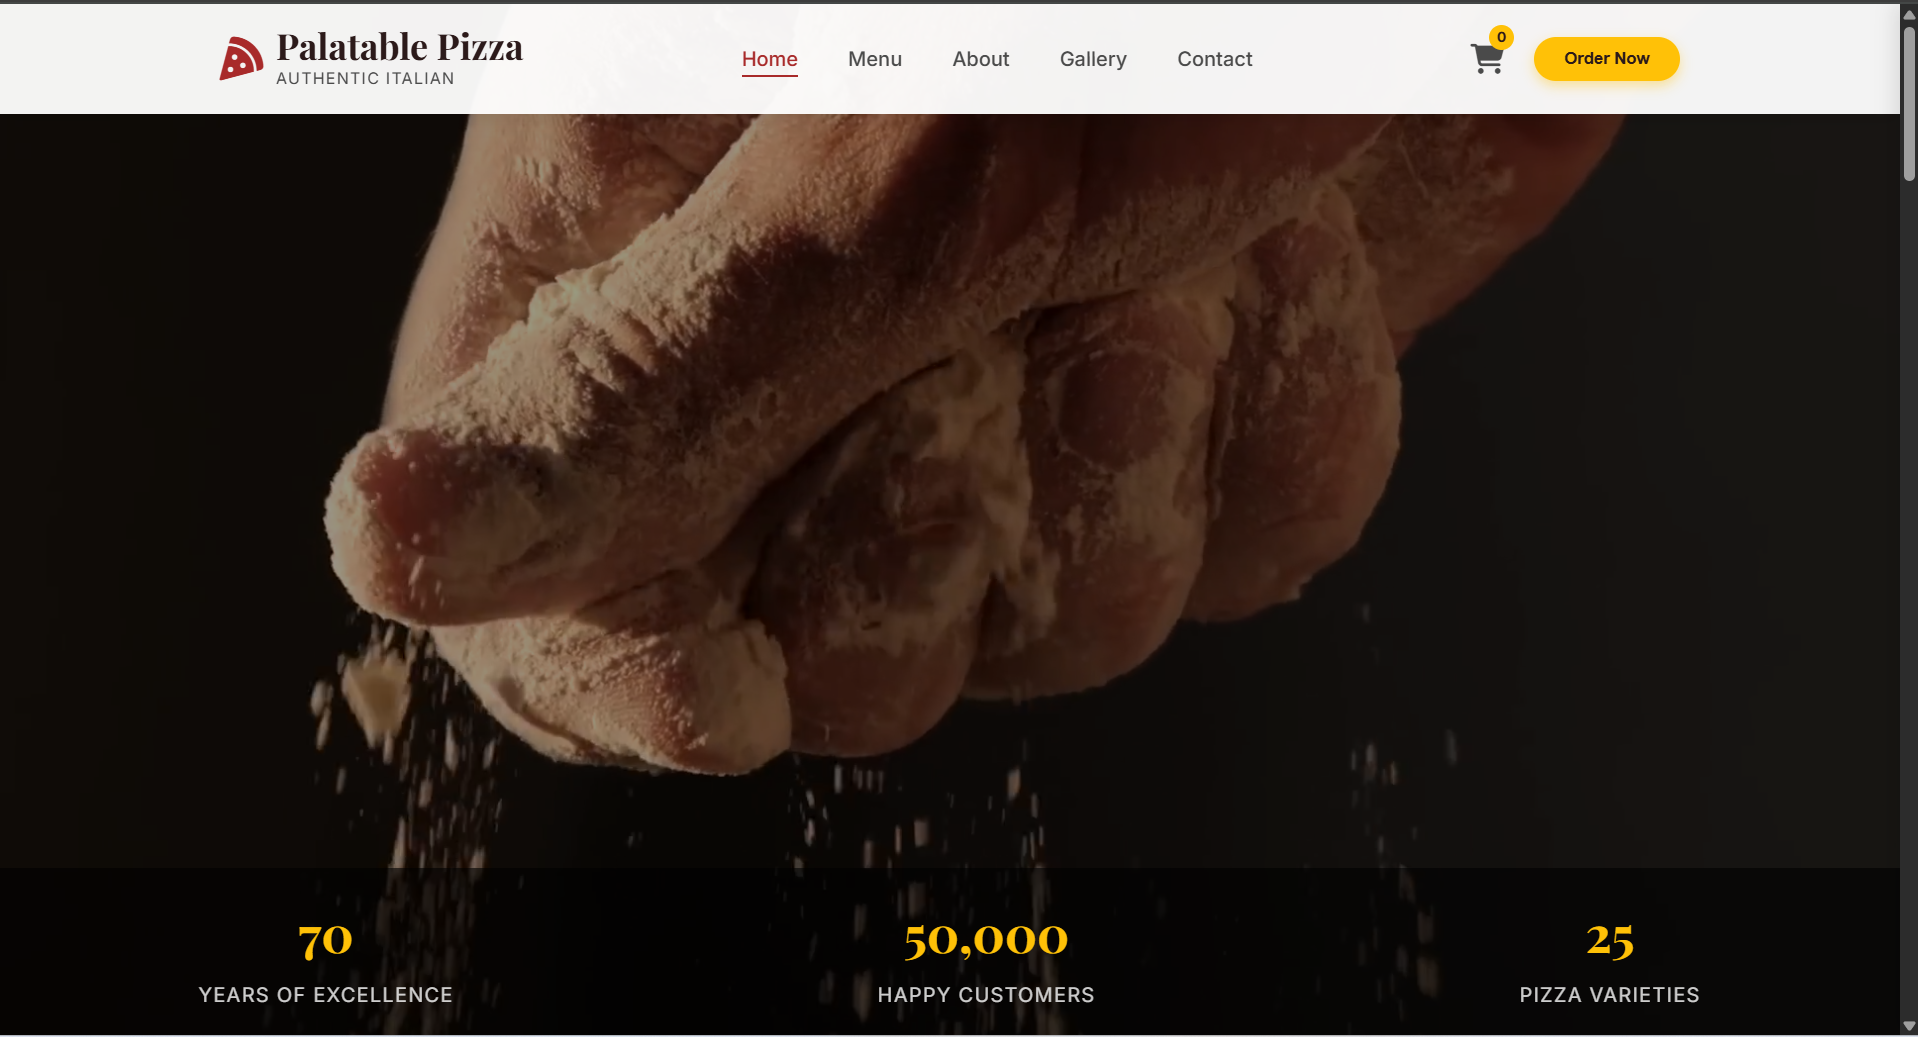 Palatable Pizza
AUTHENTIC ITALIAN
Home
Menu
About
Gallery
Contact
0
Order Now
70
YEARS OF EXCELLENCE
50,000
HAPPY CUSTOMERS
25
PIZZA VARIETIES